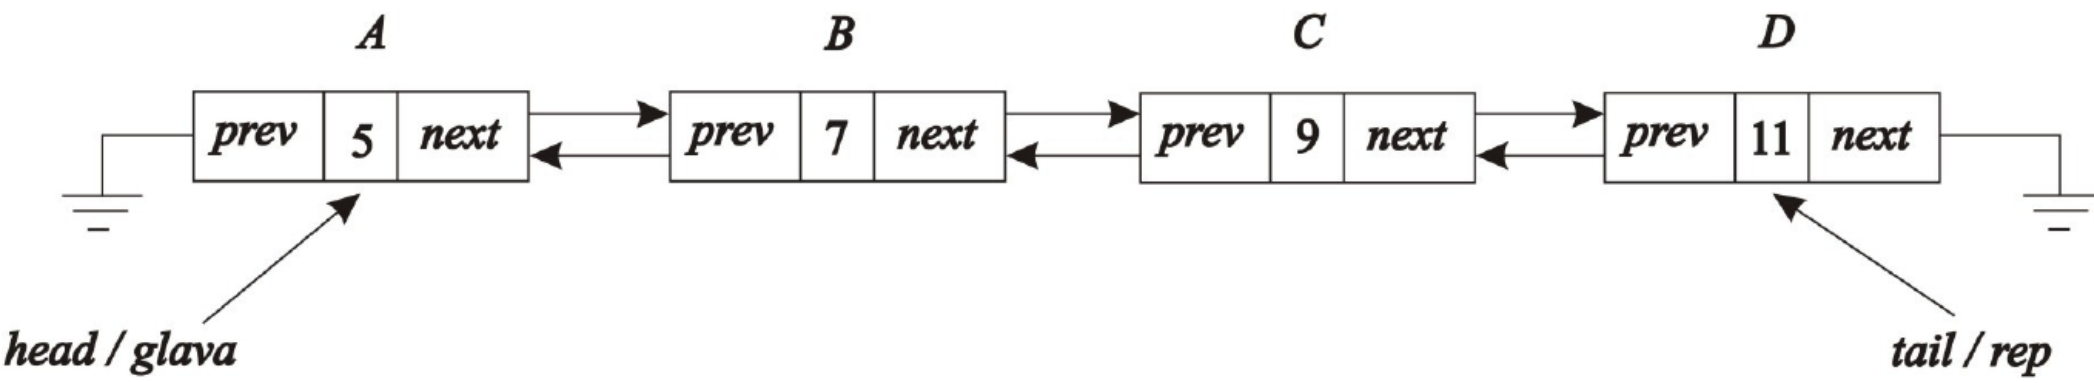 A B C D
prev 5 next prev 7 next prev 9 next prev 11 next
head / glava tail / rep